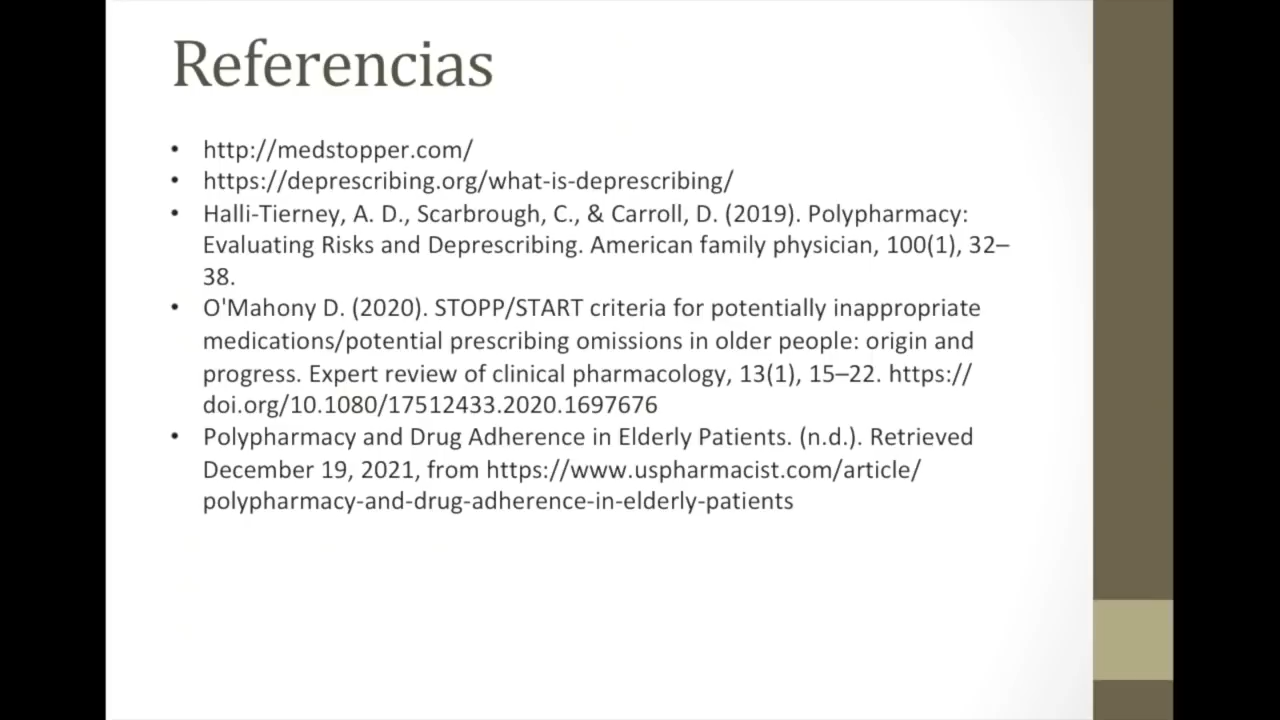 Referencias
• http://medstopper.com/
• https://deprescribing.org/what-is-deprescribing/
• Halli-Tierney, A. D., Scarbrough, C., & Carroll, D. (2019). Polypharmacy:
Evaluating Risks and Deprescribing. American family physician, 100(1), 32–
38.
• O'Mahony D. (2020). STOPP/START criteria for potentially inappropriate
medications/potential prescribing omissions in older people: origin and
progress. Expert review of clinical pharmacology, 13(1), 15–22. https://
doi.org/10.1080/17512433.2020.1697676
• Polypharmacy and Drug Adherence in Elderly Patients. (n.d.). Retrieved
December 19, 2021, from https://www.uspharmacist.com/article/
polypharmacy-and-drug-adherence-in-elderly-patients